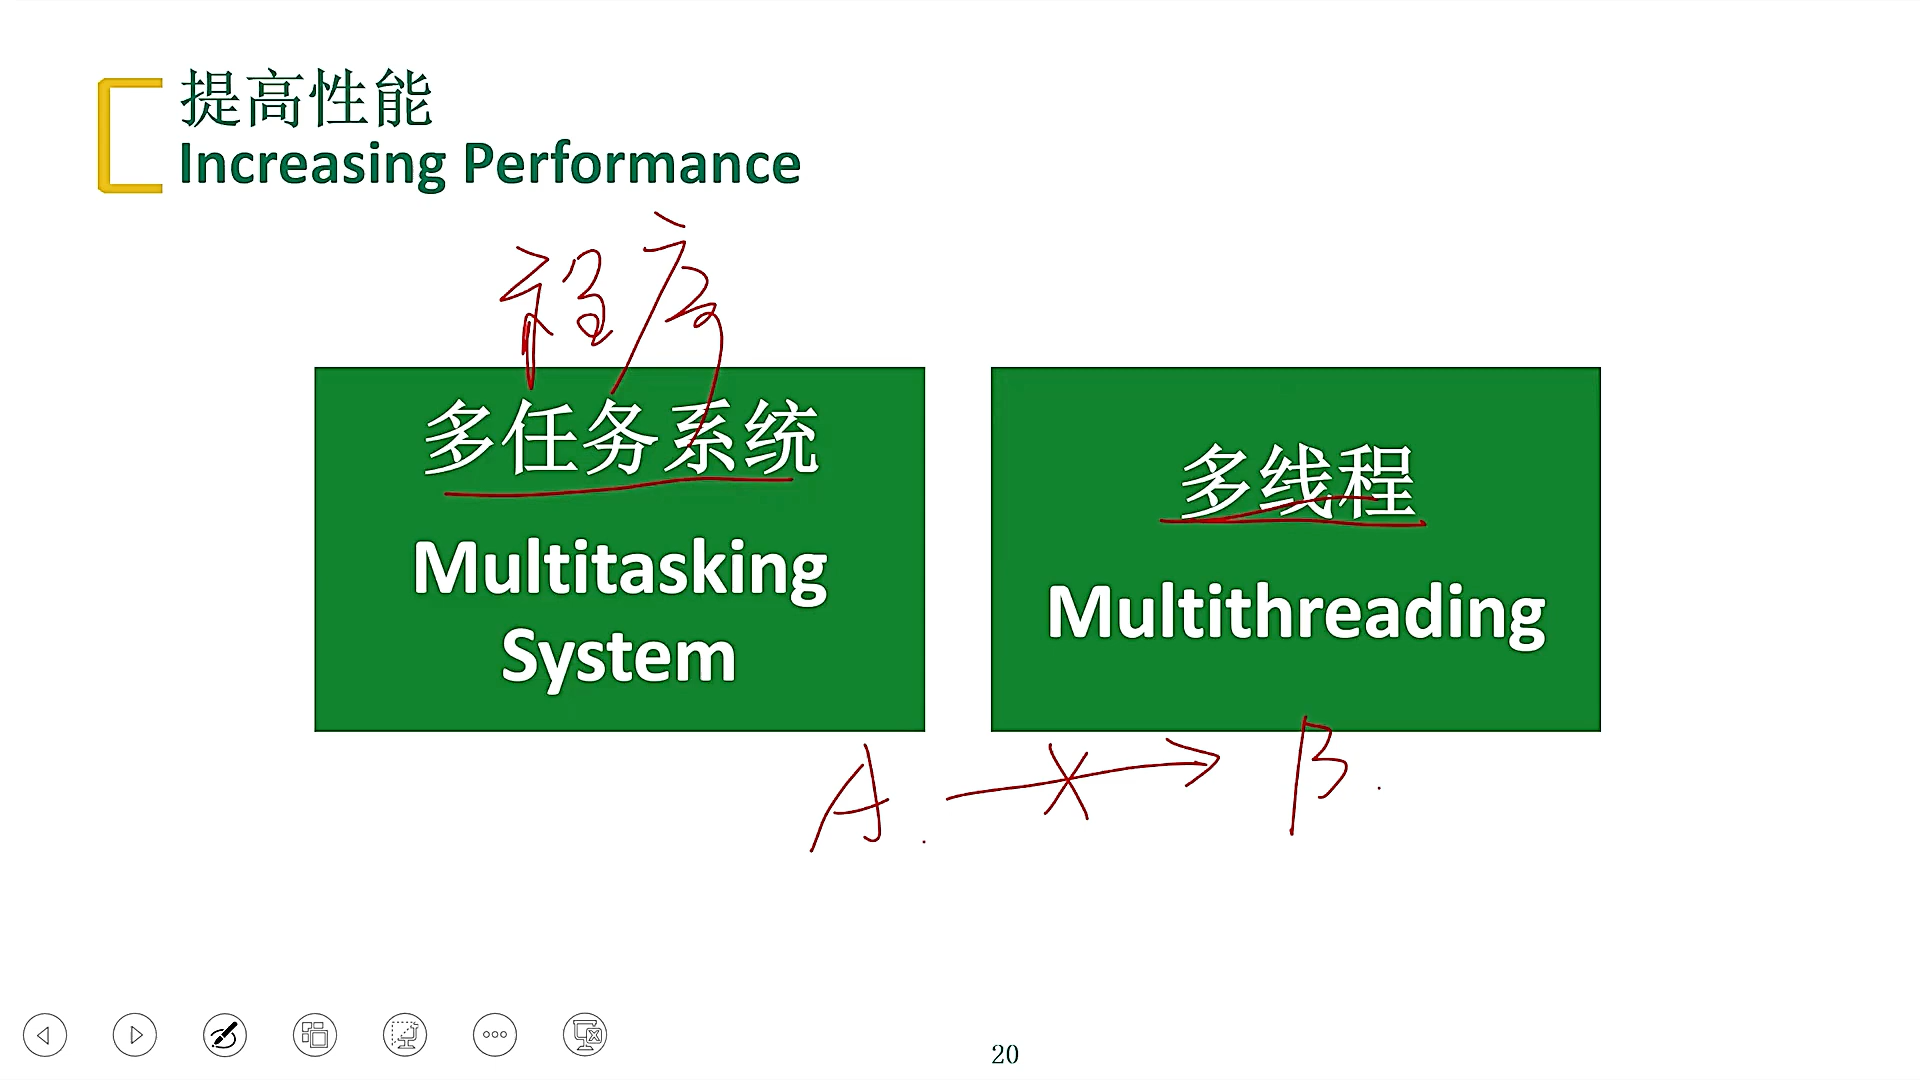 提高性能
Increasing Performance
程序
多任务系统
Multitasking
System
多线程
Multithreading
A. B.
20